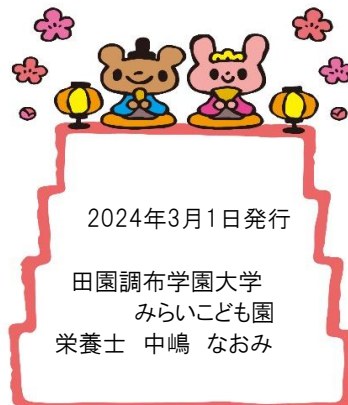 2024年3月1日発行
田園調布学園大学
みらいこども園
栄養士　中嶋　なおみ